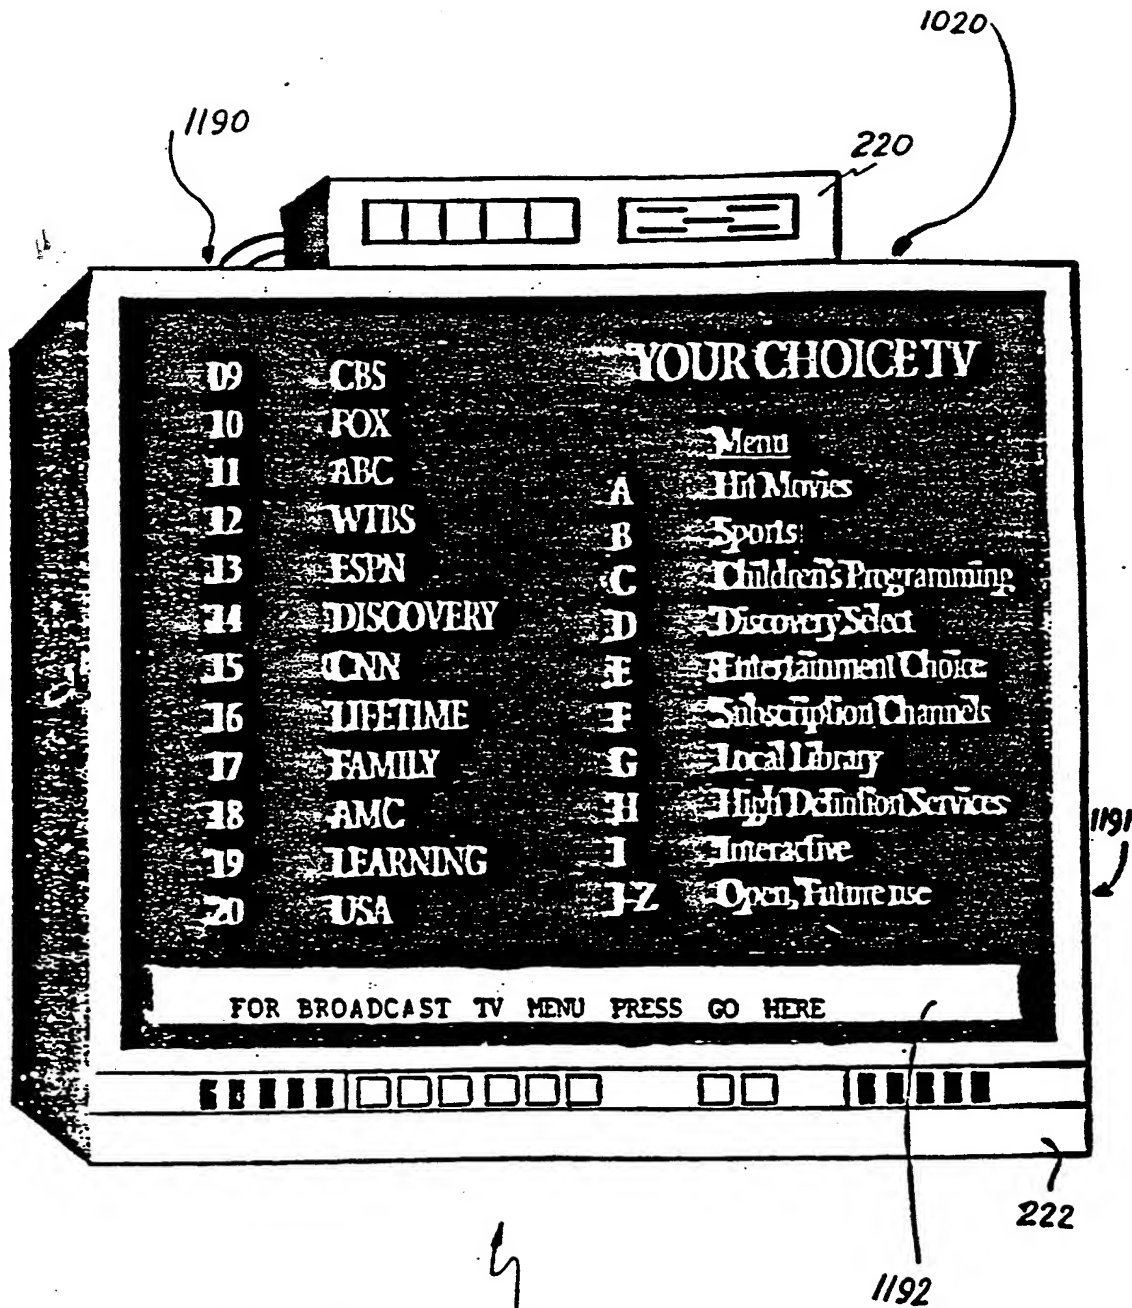 1020
1190
220
YOUR CHOICE TV
09 CBS
10 FOX
11 ABC
12 WTBS
13 ESPN
14 DISCOVERY
15 CNN
16 LIFETIME
17 FAMILY
18 AMC
19 LEARNING
20 USA
Menu
A Hit Movies
B Sports
C Children's Programming
D Discovery Select
E Entertainment Choice
F Subscription Channels
G Local Library
H High Definition Services
I Interactive
J-Z Open, Future use
1191
FOR BROADCAST TV MENU PRESS GO HERE
222
1192